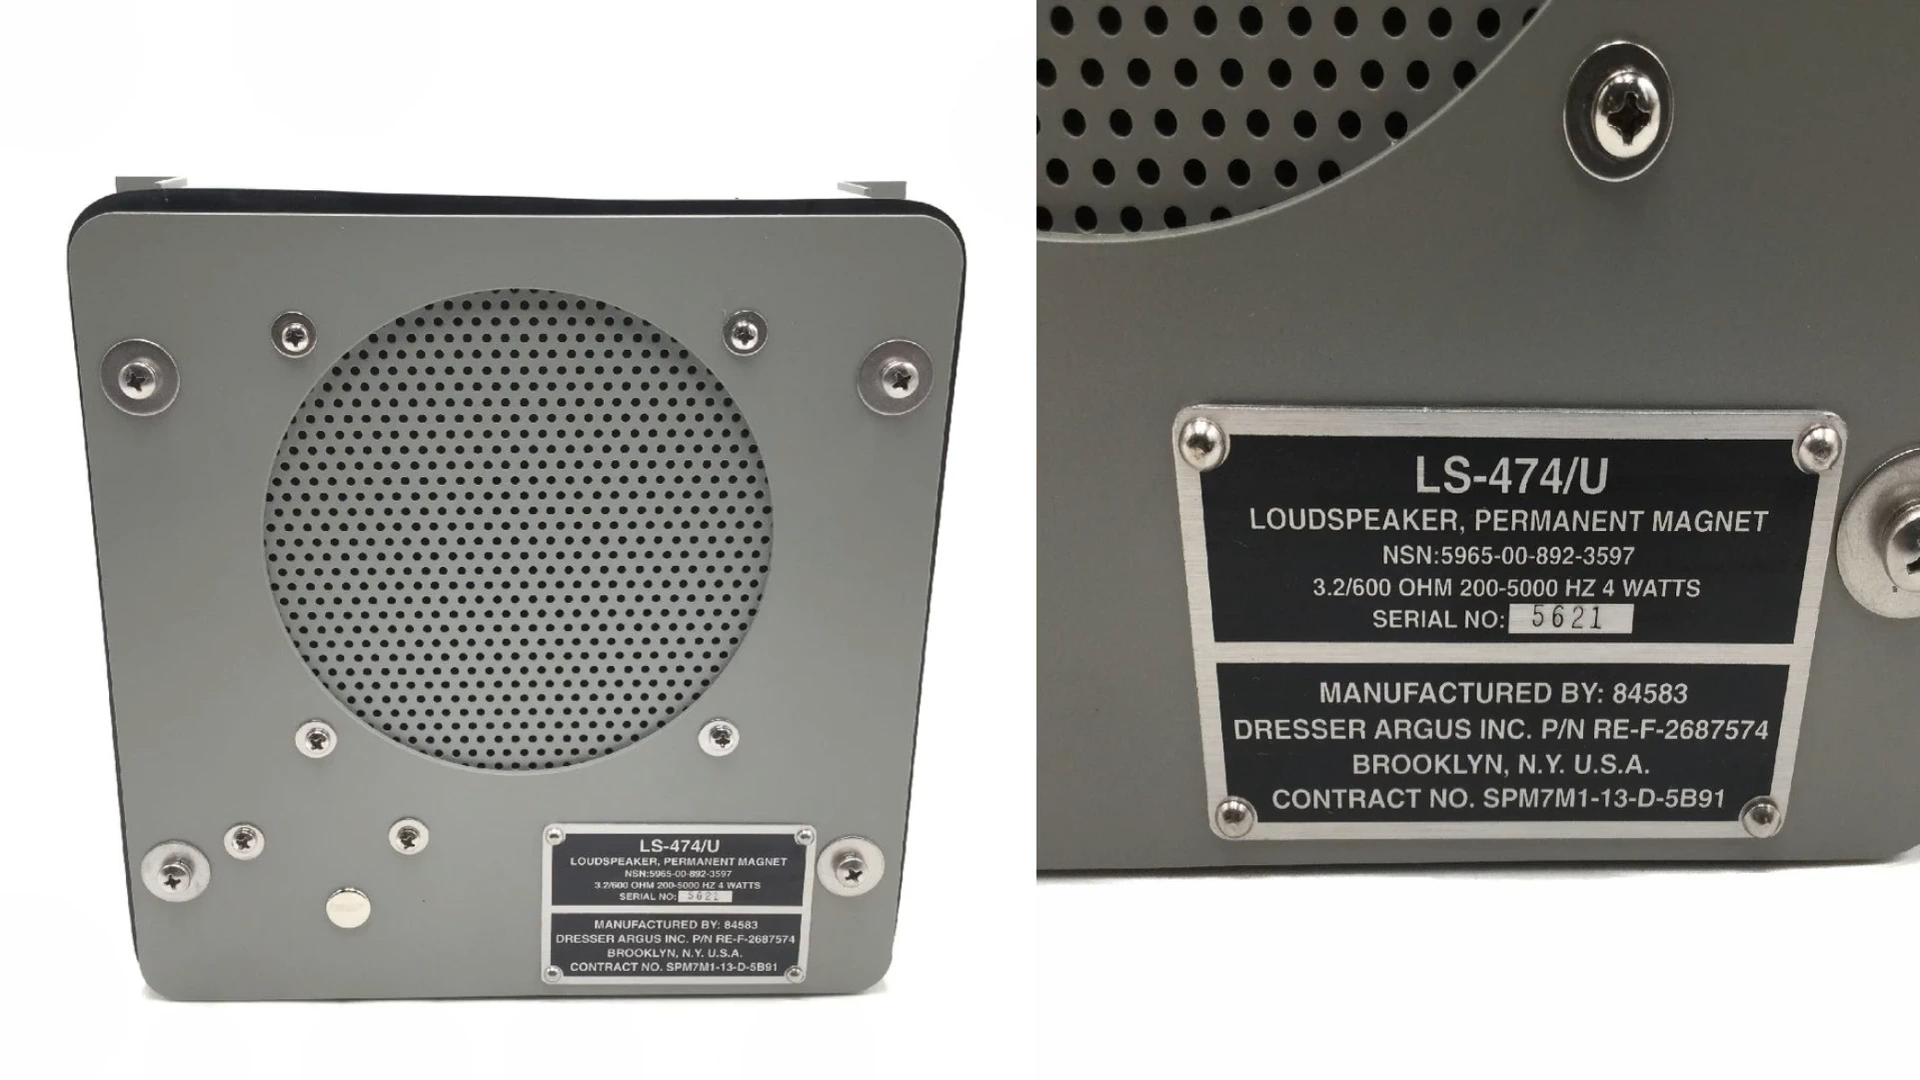 LS-474/U
LOUDSPEAKER, PERMANENT MAGNET
NSN:5965-00-892-3597
3.2/600 OHM 200-5000 HZ 4 WATTS
SERIAL NO: 5621
MANUFACTURED BY: 84583
DRESSER ARGUS INC. P/N RE-F-2687574
BROOKLYN, N.Y. U.S.A.
CONTRACT NO. SPM7M1-13-D-5B91
LS-474/U
LOUDSPEAKER, PERMANENT MAGNET
NSN:5965-00-892-3597
3.2/600 OHM 200-5000 HZ 4 WATTS
SERIAL NO: 5621
MANUFACTURED BY: 84583
DRESSER ARGUS INC. P/N RE-F-2687574
BROOKLYN, N.Y. U.S.A.
CONTRACT NO. SPM7M1-13-D-5B91